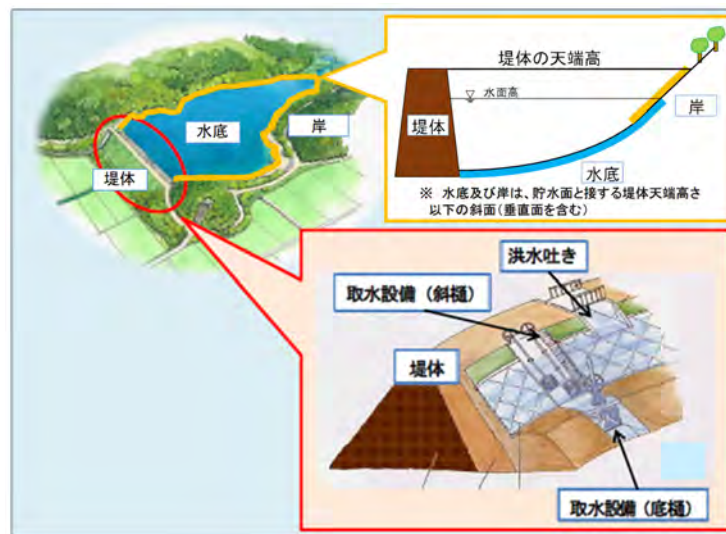 水底
岸
堤体
堤体の天端高
水面高
堤体
岸
水底
※ 水底及び岸は、貯水面と接する堤体天端高さ
以下の斜面(垂直面を含む)
洪水吐き
取水設備(斜樋)
堤体
取水設備(底樋)